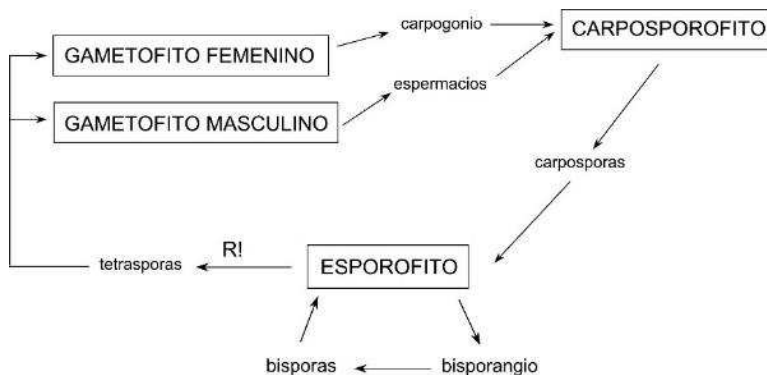 carpogonio
CARPOSPOROFITO
GAMETOFITO FEMENINO
espermacios
GAMETOFITO MASCULINO
carposporas
R!
tetrasporas
ESPOROFITO
bisporas
bisporangio